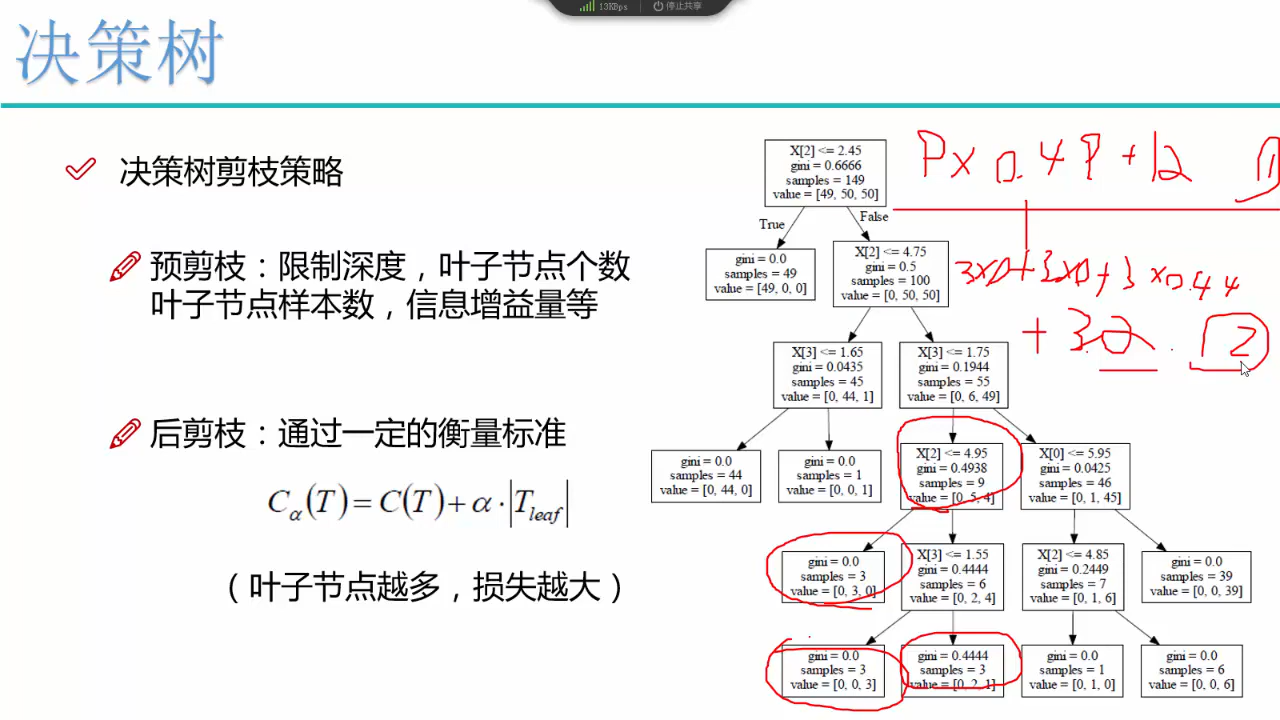 13KBps 停止共享
决策树
决策树剪枝策略
预剪枝：限制深度，叶子节点个数
叶子节点样本数，信息增益量等
后剪枝：通过一定的衡量标准
Cα(T) = C(T) + α · |Tleaf|
（叶子节点越多，损失越大）
X[2] <= 2.45
gini = 0.6666
samples = 149
value = [49, 50, 50]
True
False
gini = 0.0
samples = 49
value = [49, 0, 0]
X[2] <= 4.75
gini = 0.5
samples = 100
value = [0, 50, 50]
X[3] <= 1.65
gini = 0.0435
samples = 45
value = [0, 44, 1]
X[3] <= 1.75
gini = 0.1944
samples = 55
value = [0, 6, 49]
gini = 0.0
samples = 44
value = [0, 44, 0]
gini = 0.0
samples = 1
value = [0, 0, 1]
X[2] <= 4.95
gini = 0.4938
samples = 9
value = [0, 5, 4]
X[0] <= 5.95
gini = 0.0425
samples = 46
value = [0, 1, 45]
gini = 0.0
samples = 3
value = [0, 3, 0]
X[3] <= 1.55
gini = 0.4444
samples = 6
value = [0, 2, 4]
X[2] <= 4.85
gini = 0.2449
samples = 7
value = [0, 1, 6]
gini = 0.0
samples = 39
value = [0, 0, 39]
gini = 0.0
samples = 3
value = [0, 0, 3]
gini = 0.4444
samples = 3
value = [0, 2, 1]
gini = 0.0
samples = 1
value = [0, 1, 0]
gini = 0.0
samples = 6
value = [0, 0, 6]
3x0+3x0+3x0.44